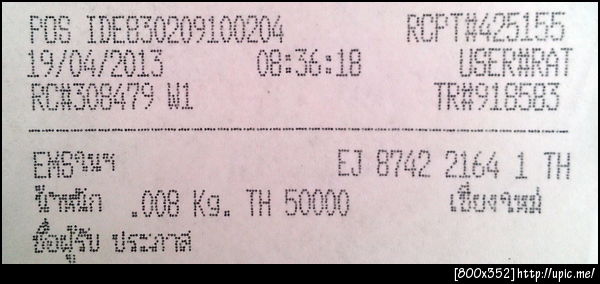 POS IDE830209100204 RCPT#425155
19/04/2013 08:36:18 USER#RAT
RC#308479 W1 TR#918583
EMSในฯ EJ 8742 2164 1 TH
น้ำหนัก .008 Kg. TH 50000 เชียงใหม่
ชื่อผู้รับ ประภาส
[800x352]http://upic.me/